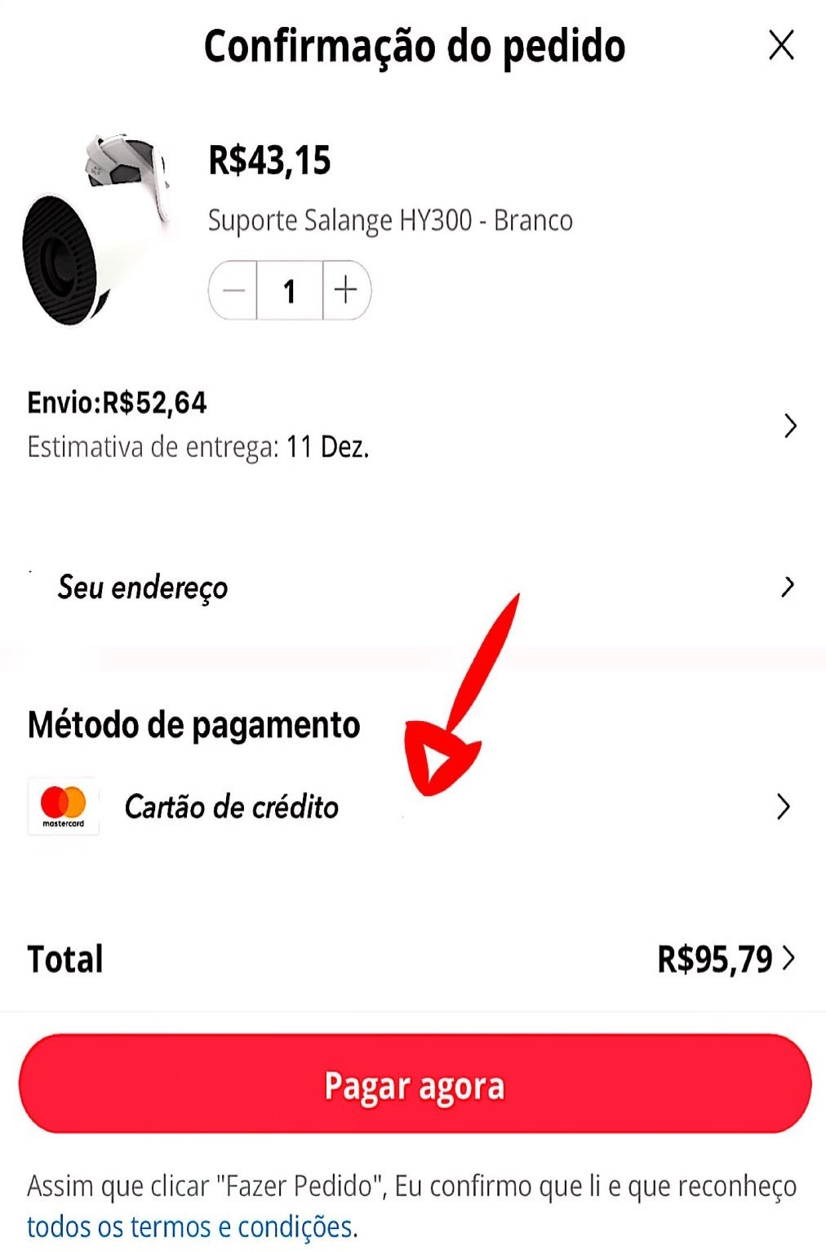 Confirmação do pedido
R$43,15
Suporte Salange HY300 - Branco
1
Envio:R$52,64
Estimativa de entrega: 11 Dez.
Seu endereço
Método de pagamento
mastercard
Cartão de crédito
Total R$95,79
Pagar agora
Assim que clicar "Fazer Pedido", Eu confirmo que li e que reconheço
todos os termos e condições.